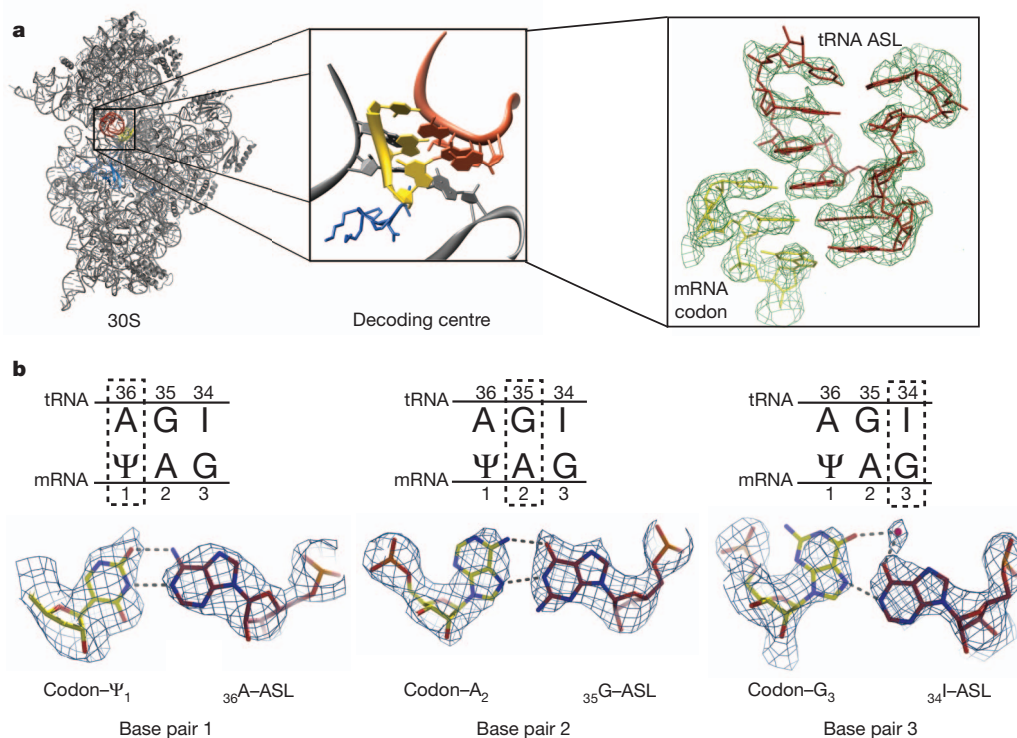 a
tRNA ASL
mRNA
codon
30S
Decoding centre
b
36 35 34
tRNA
A G I
Ψ A G
mRNA
1 2 3
36 35 34
tRNA
A G I
Ψ A G
mRNA
1 2 3
36 35 34
tRNA
A G I
Ψ A G
mRNA
1 2 3
Codon–Ψ₁ ₃₆A–ASL
Base pair 1
Codon–A₂ ₃₅G–ASL
Base pair 2
Codon–G₃ ₃₄I–ASL
Base pair 3